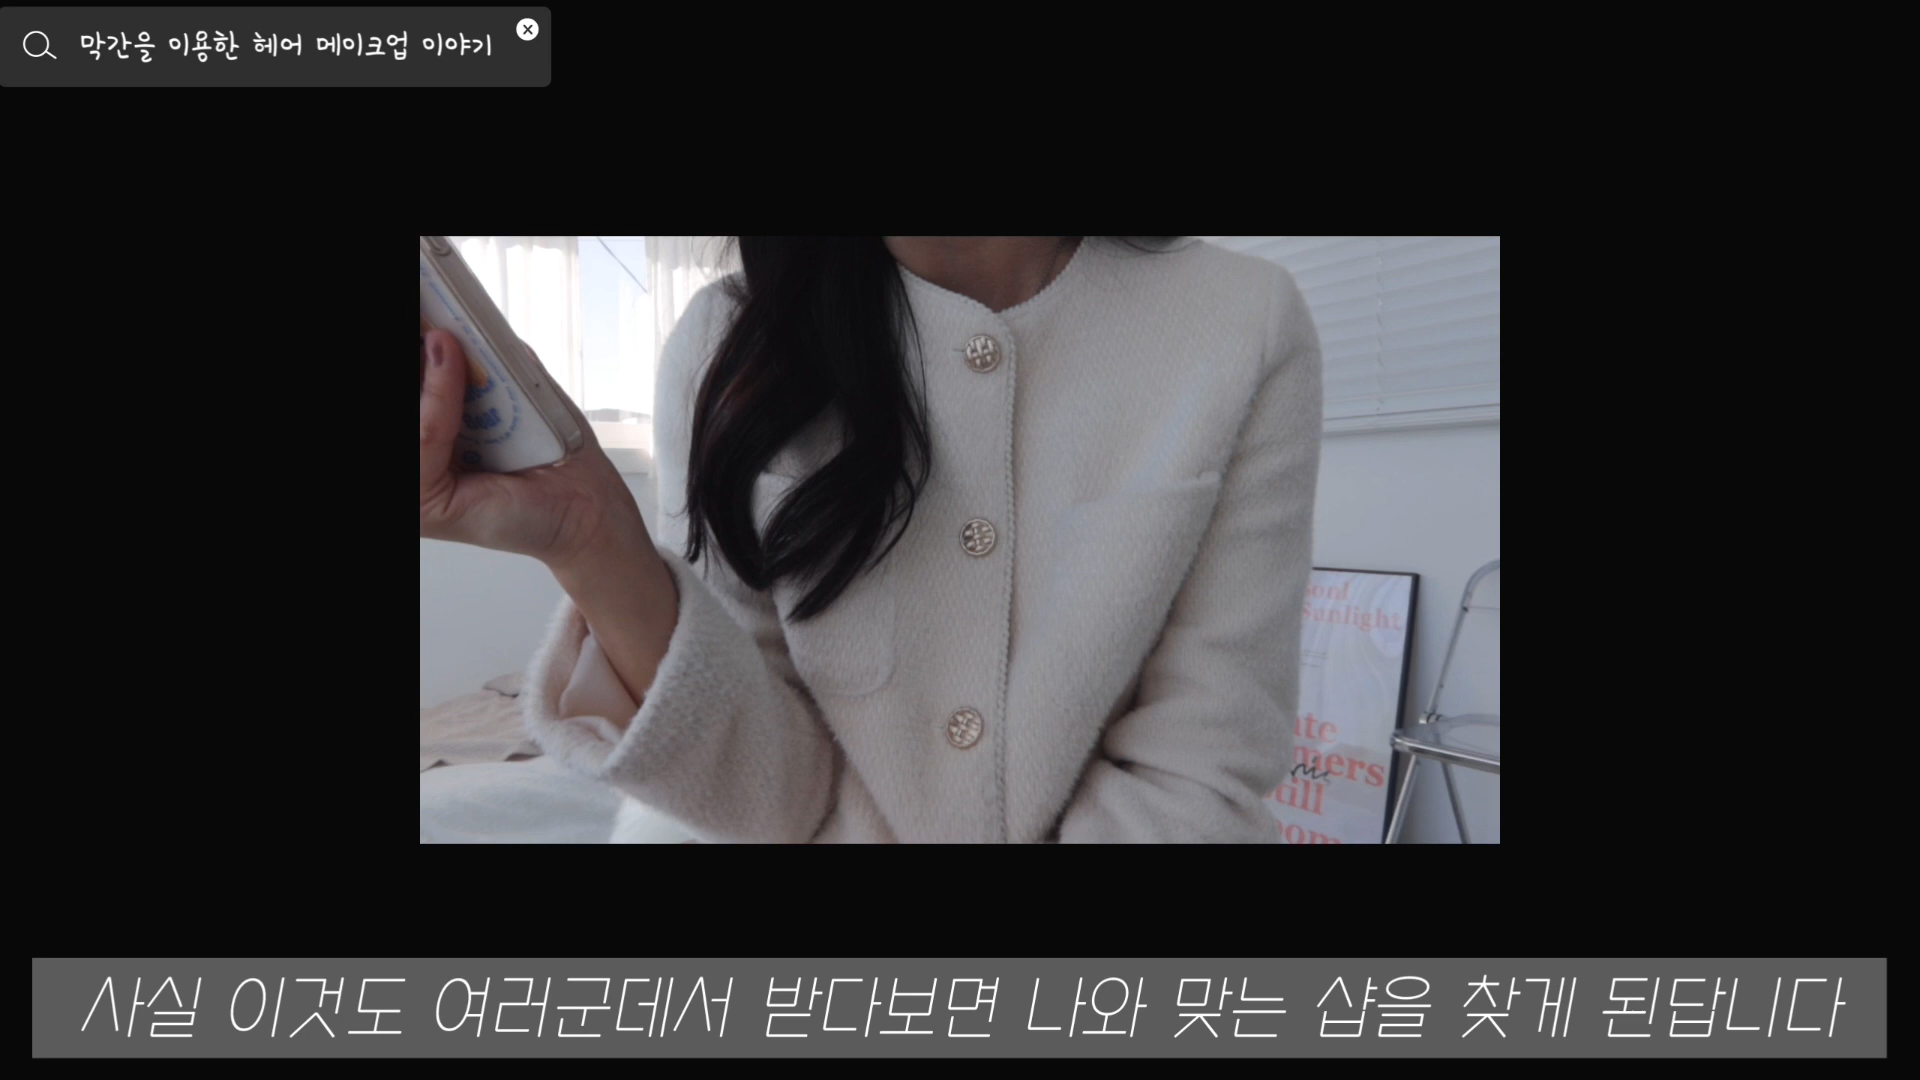 막간을 이용한 헤어 메이크업 이야기
Sunlight
still
사실 이것도 여러군데서 받다보면 나와 맞는 샵을 찾게 된답니다